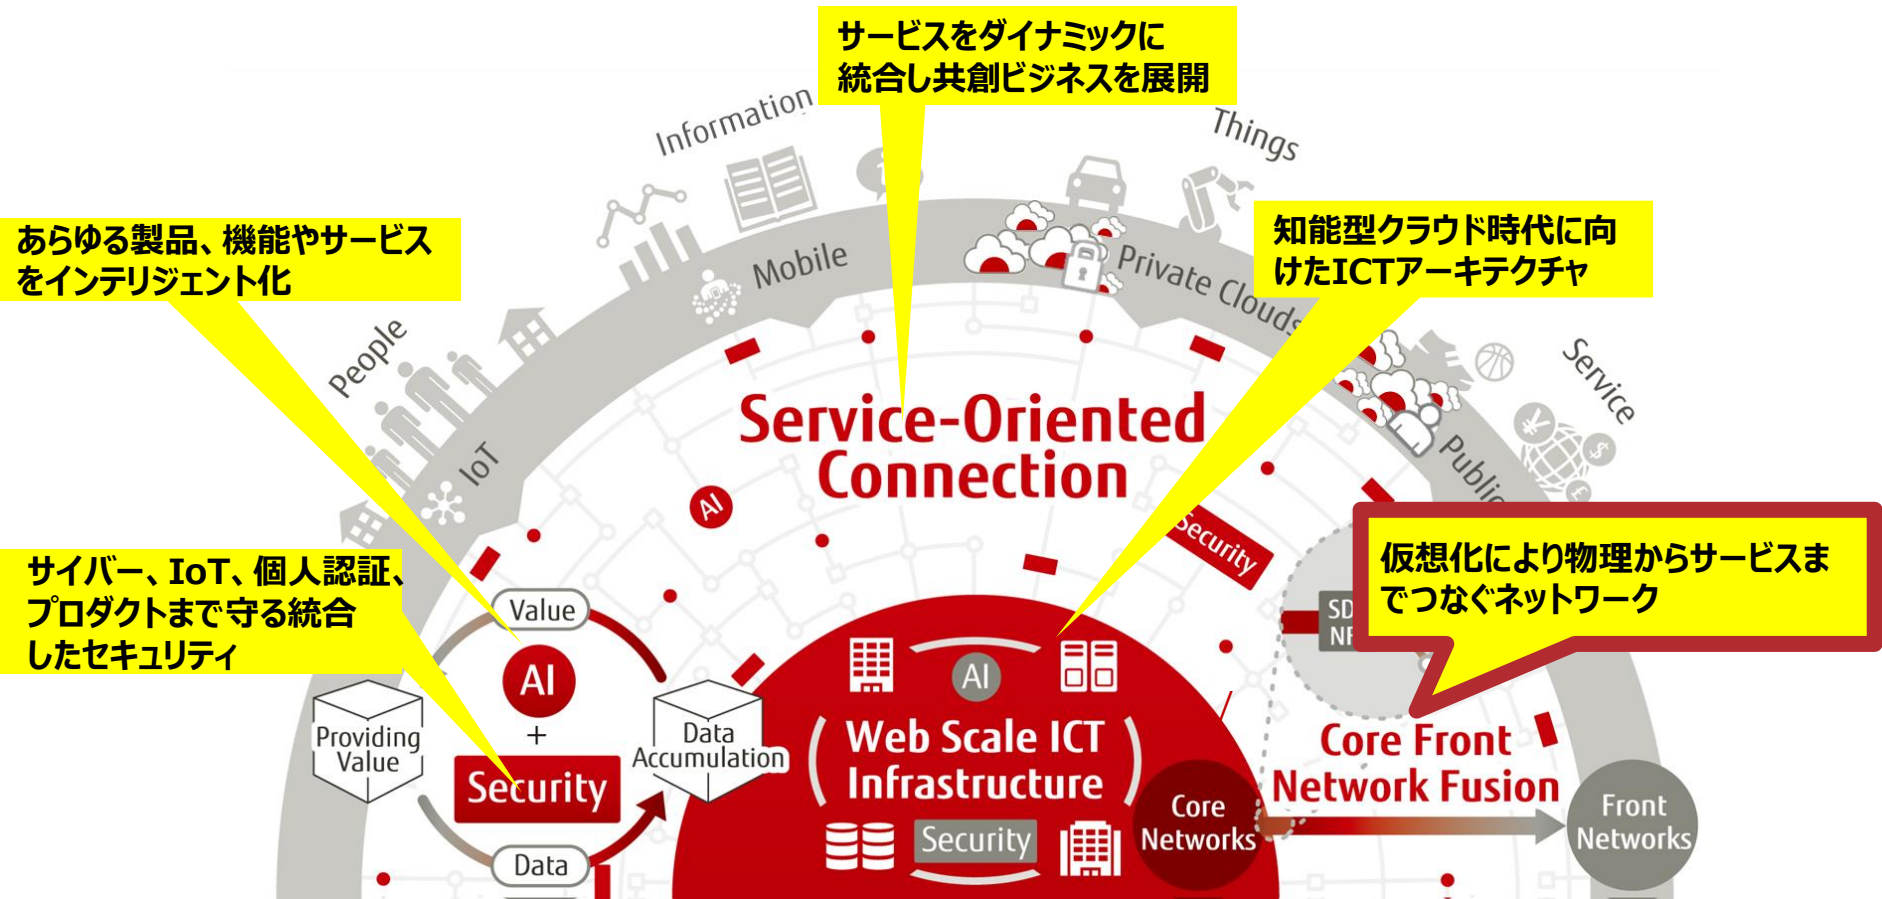 サービスをダイナミックに
統合し共創ビジネスを展開
Information
Things
あらゆる製品、機能やサービス
をインテリジェント化
知能型クラウド時代に向
けたICTアーキテクチャ
Mobile
Private Clouds
People
Service
IoT
Public
Service-Oriented
Connection
AI
Security
サイバー、IoT、個人認証、
プロダクトまで守る統合
したセキュリティ
仮想化により物理からサービスま
でつなぐネットワーク
Value
AI
+
Security
Providing
Value
Data
Accumulation
Data
AI
Web Scale ICT
Infrastructure
Security
Core
Networks
Core Front
Network Fusion
Front
Networks